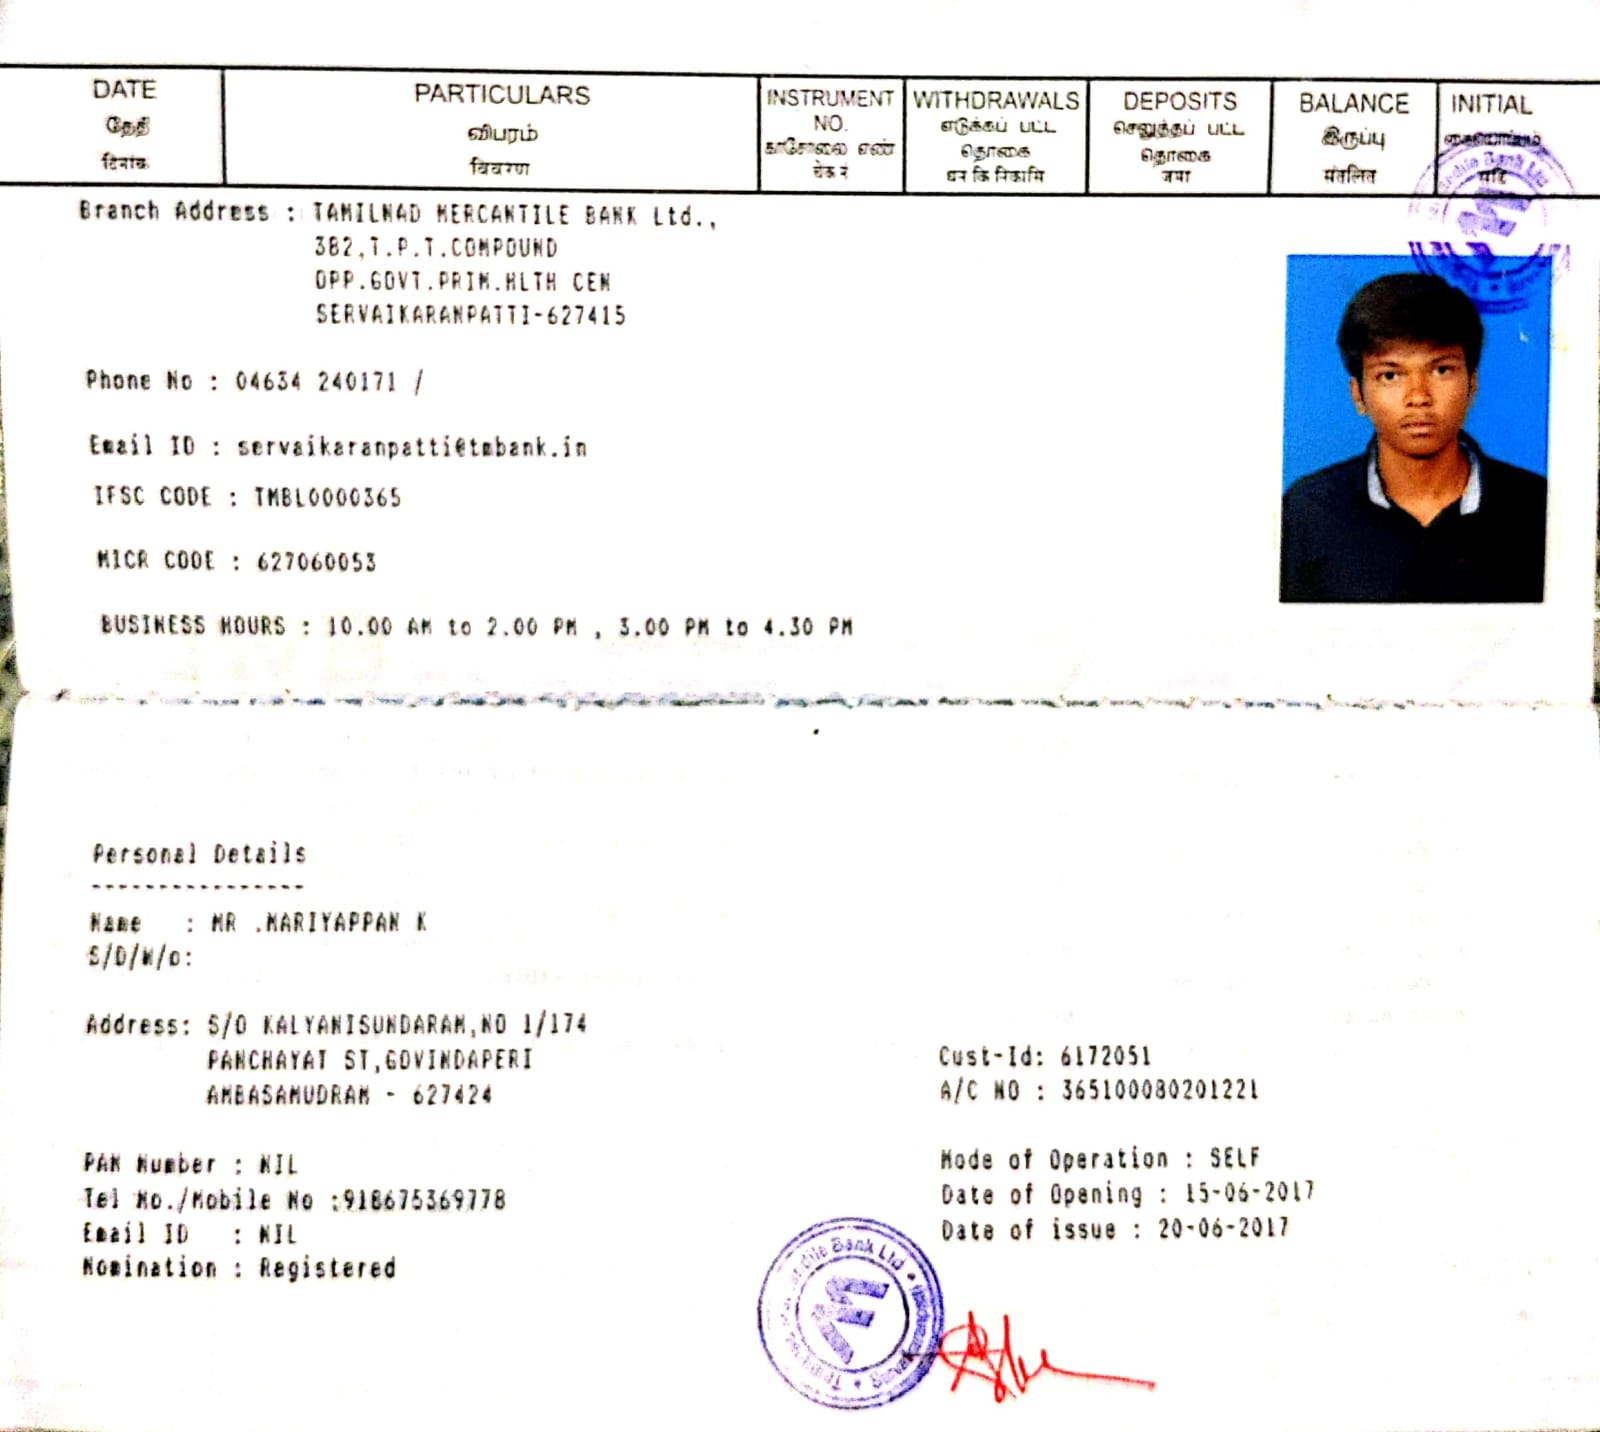 DATE PARTICULARS INSTRUMENT WITHDRAWALS DEPOSITS BALANCE INITIAL
NO.
தேதி விபரம் காசோலை எண் எடுக்கப் பட்ட செலுத்தப் பட்ட இருப்பு
தொகை தொகை
दिनांक विवरण चेक नं धन कि निकासि जमा संतलित
Branch Address : TAMILNAD MERCANTILE BANK Ltd.,
382,T.P.T.COMPOUND
OPP.GOVT.PRIM.HLTH CEN
SERVAIKARANPATTI-627415
Phone No : 04634 240171 /
Email ID : servaikaranpatti@tmbank.in
IFSC CODE : TMBL0000365
MICR CODE : 627060053
BUSINESS HOURS : 10.00 AM to 2.00 PM , 3.00 PM to 4.30 PM
Personal Details
----------------
Name : MR .MARIYAPPAN K
S/D/W/o:
Address: S/O KALYANISUNDARAM,NO 1/174
PANCHAYAT ST,GOVINDAPERI
AMBASAMUDRAM - 627424
Cust-Id: 6172051
A/C NO : 365100080201221
PAN Number : NIL
Tel No./Mobile No :918675369778
Email ID : NIL
Nomination : Registered
Mode of Operation : SELF
Date of Opening : 15-06-2017
Date of issue : 20-06-2017
Bank Ltd